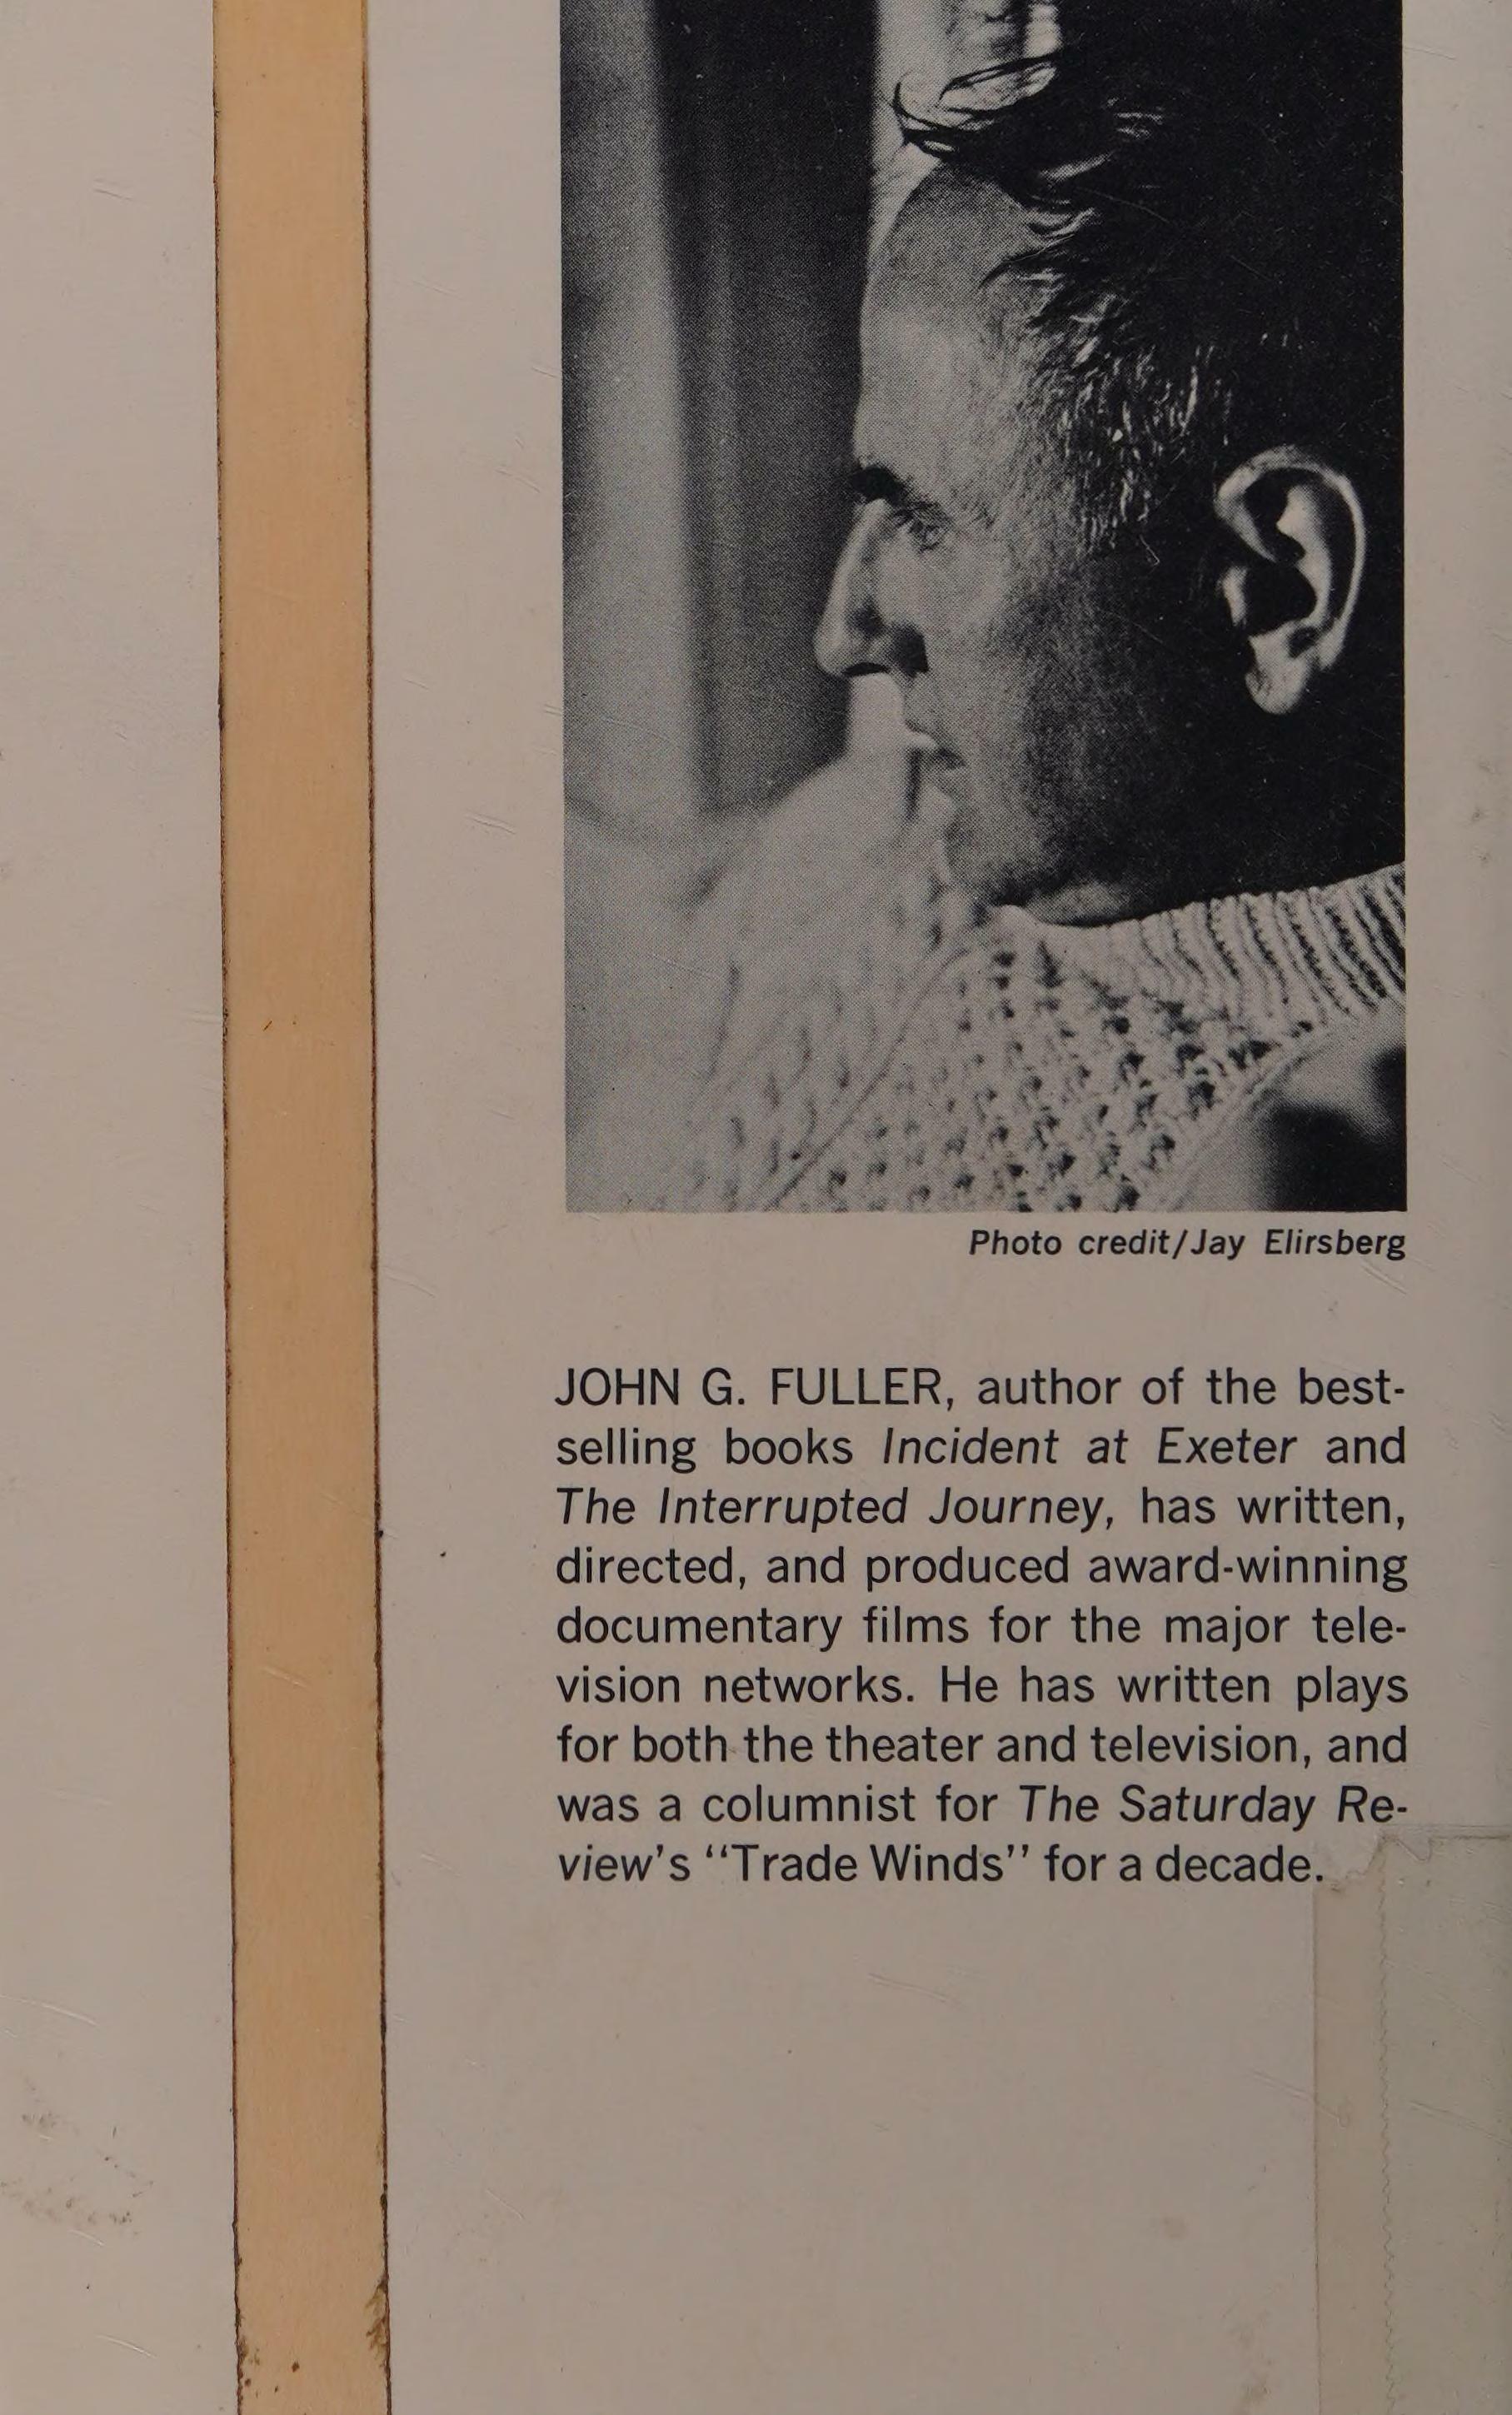 Photo credit/Jay Elirsberg
JOHN G. FULLER, author of the best-
selling books Incident at Exeter and
The Interrupted Journey, has written,
directed, and produced award-winning
documentary films for the major tele-
vision networks. He has written plays
for both the theater and television, and
was a columnist for The Saturday Re-
view's “Trade Winds” for a decade.